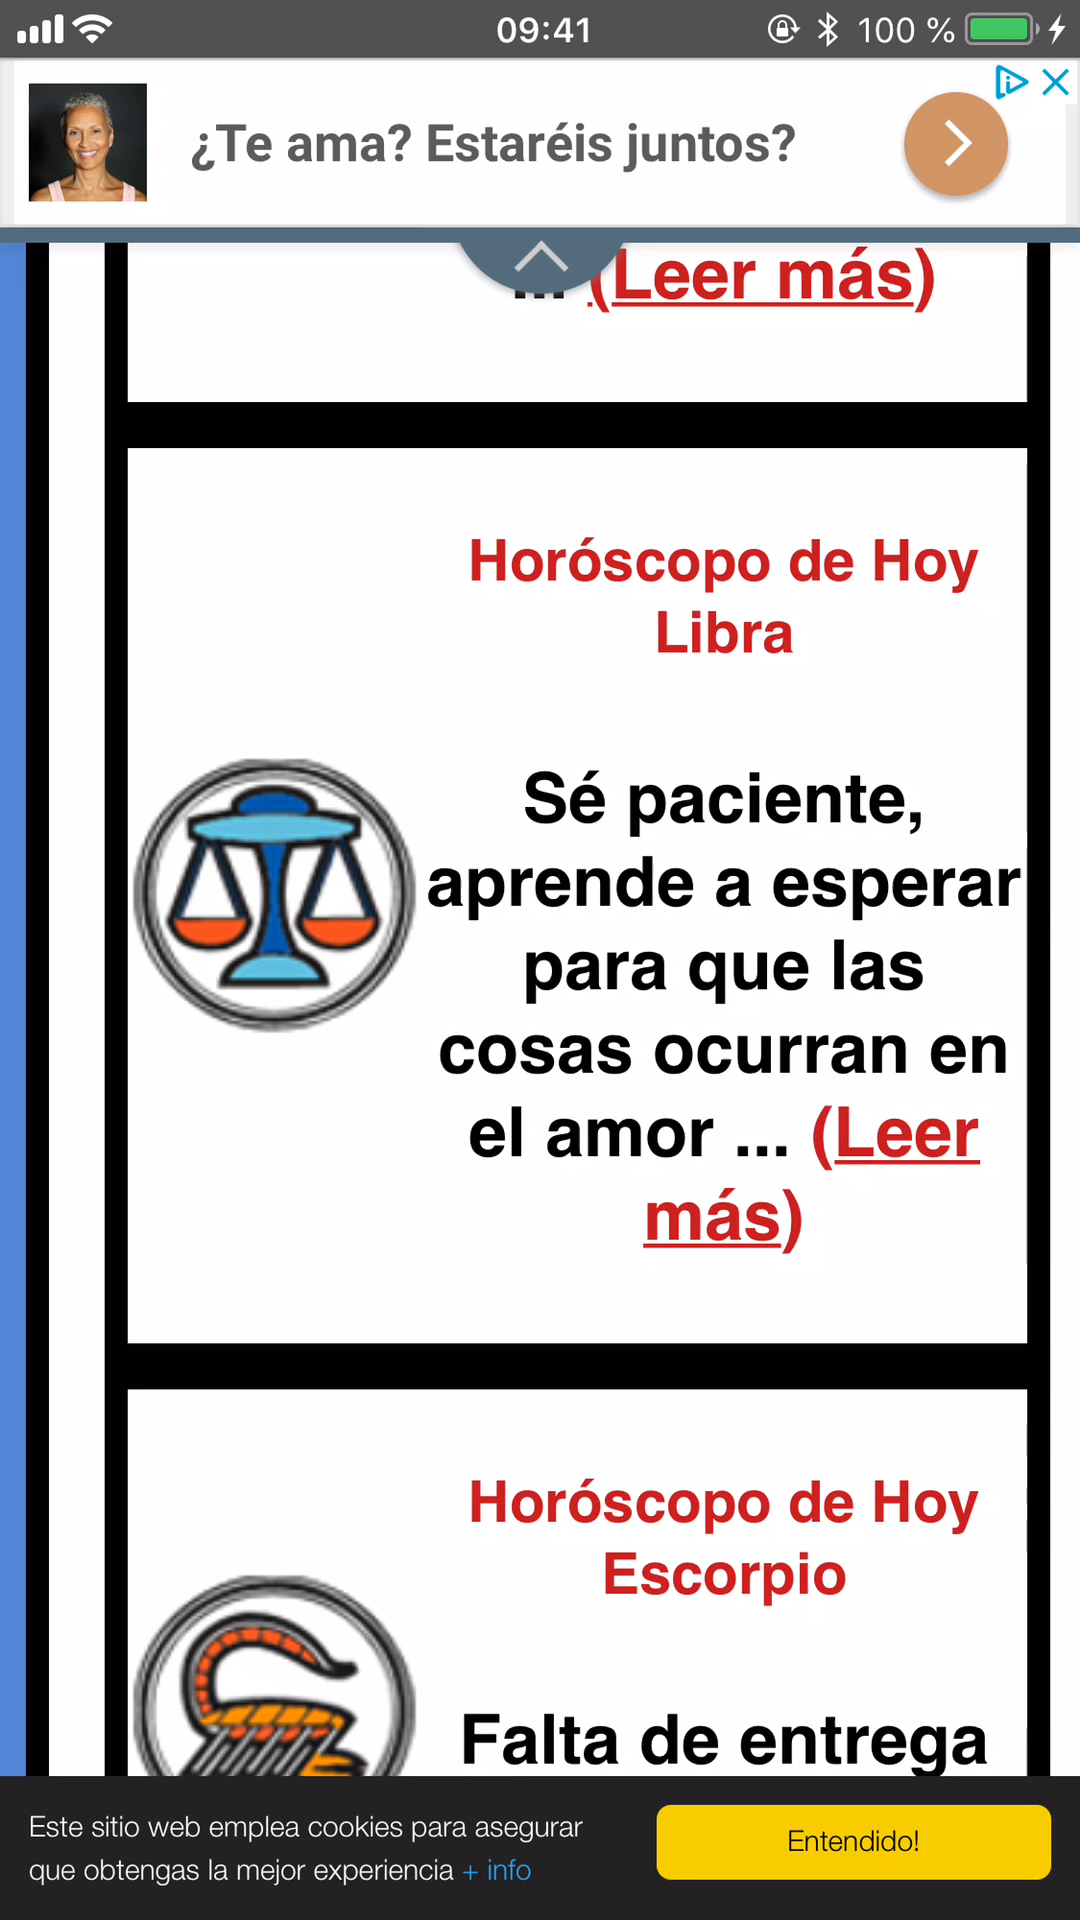 09:41
100 %
¿Te ama? Estaréis juntos?
... (Leer más)
Horóscopo de Hoy
Libra
Sé paciente,
aprende a esperar
para que las
cosas ocurran en
el amor ... (Leer
más)
Horóscopo de Hoy
Escorpio
Falta de entrega
Este sitio web emplea cookies para asegurar
que obtengas la mejor experiencia + info
Entendido!